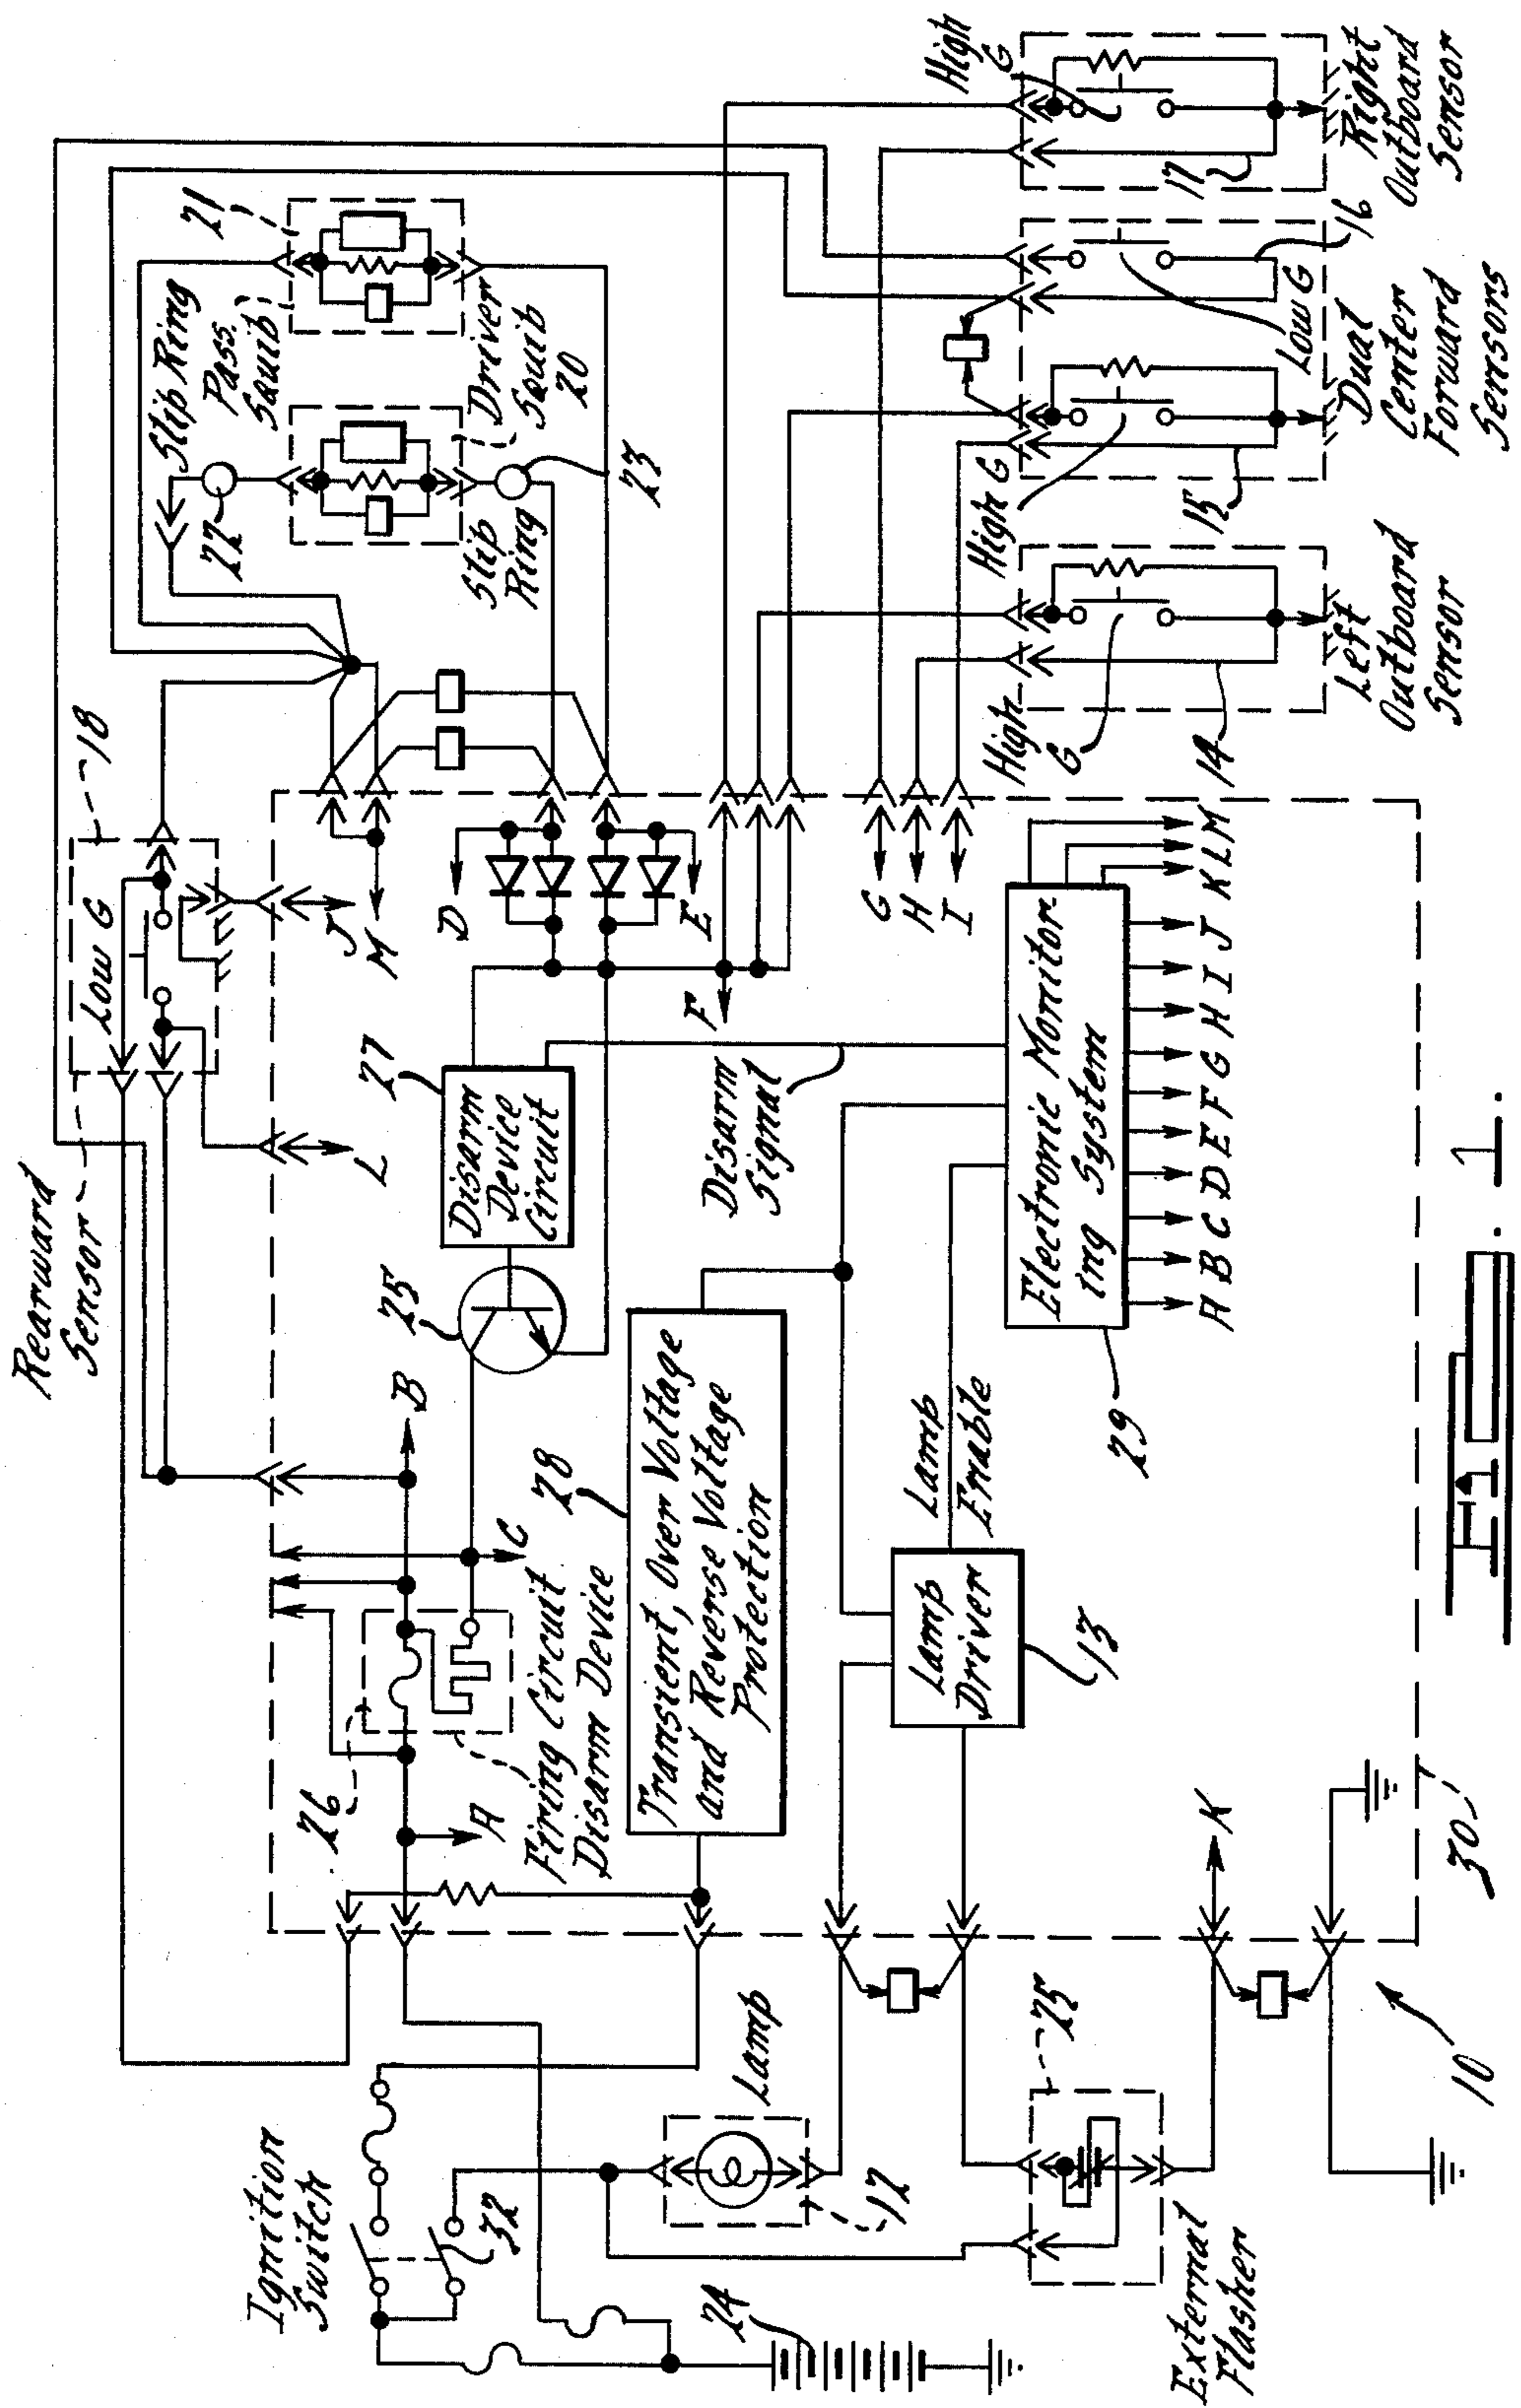 Rearward
Sensor
18
Low G
Slip Ring
22
Pass.
Squib
21
Driver
Squib
20
Slip
Ring
23
Ignition
Switch
32
24
Lamp
12
External
Flasher
25
10
26
A
Firing Circuit
Disarm Device
B
C
25
27
Disarm
Device
Circuit
L
J
M
D
E
F
28
Transient, Over Voltage
and Reverse Voltage
Protection
Disarm
Signal
Lamp
Enable
Lamp
Driver
13
K
30
29
Electronic Monitor-
ing System
A B C D E F G H I J K L M
G
H
I
High
G
14
Left
Outboard
Sensor
High G
15
Low G
16
Dual
Center
Forward
Sensors
High
G
17
Right
Outboard
Sensor
Fig. 1.